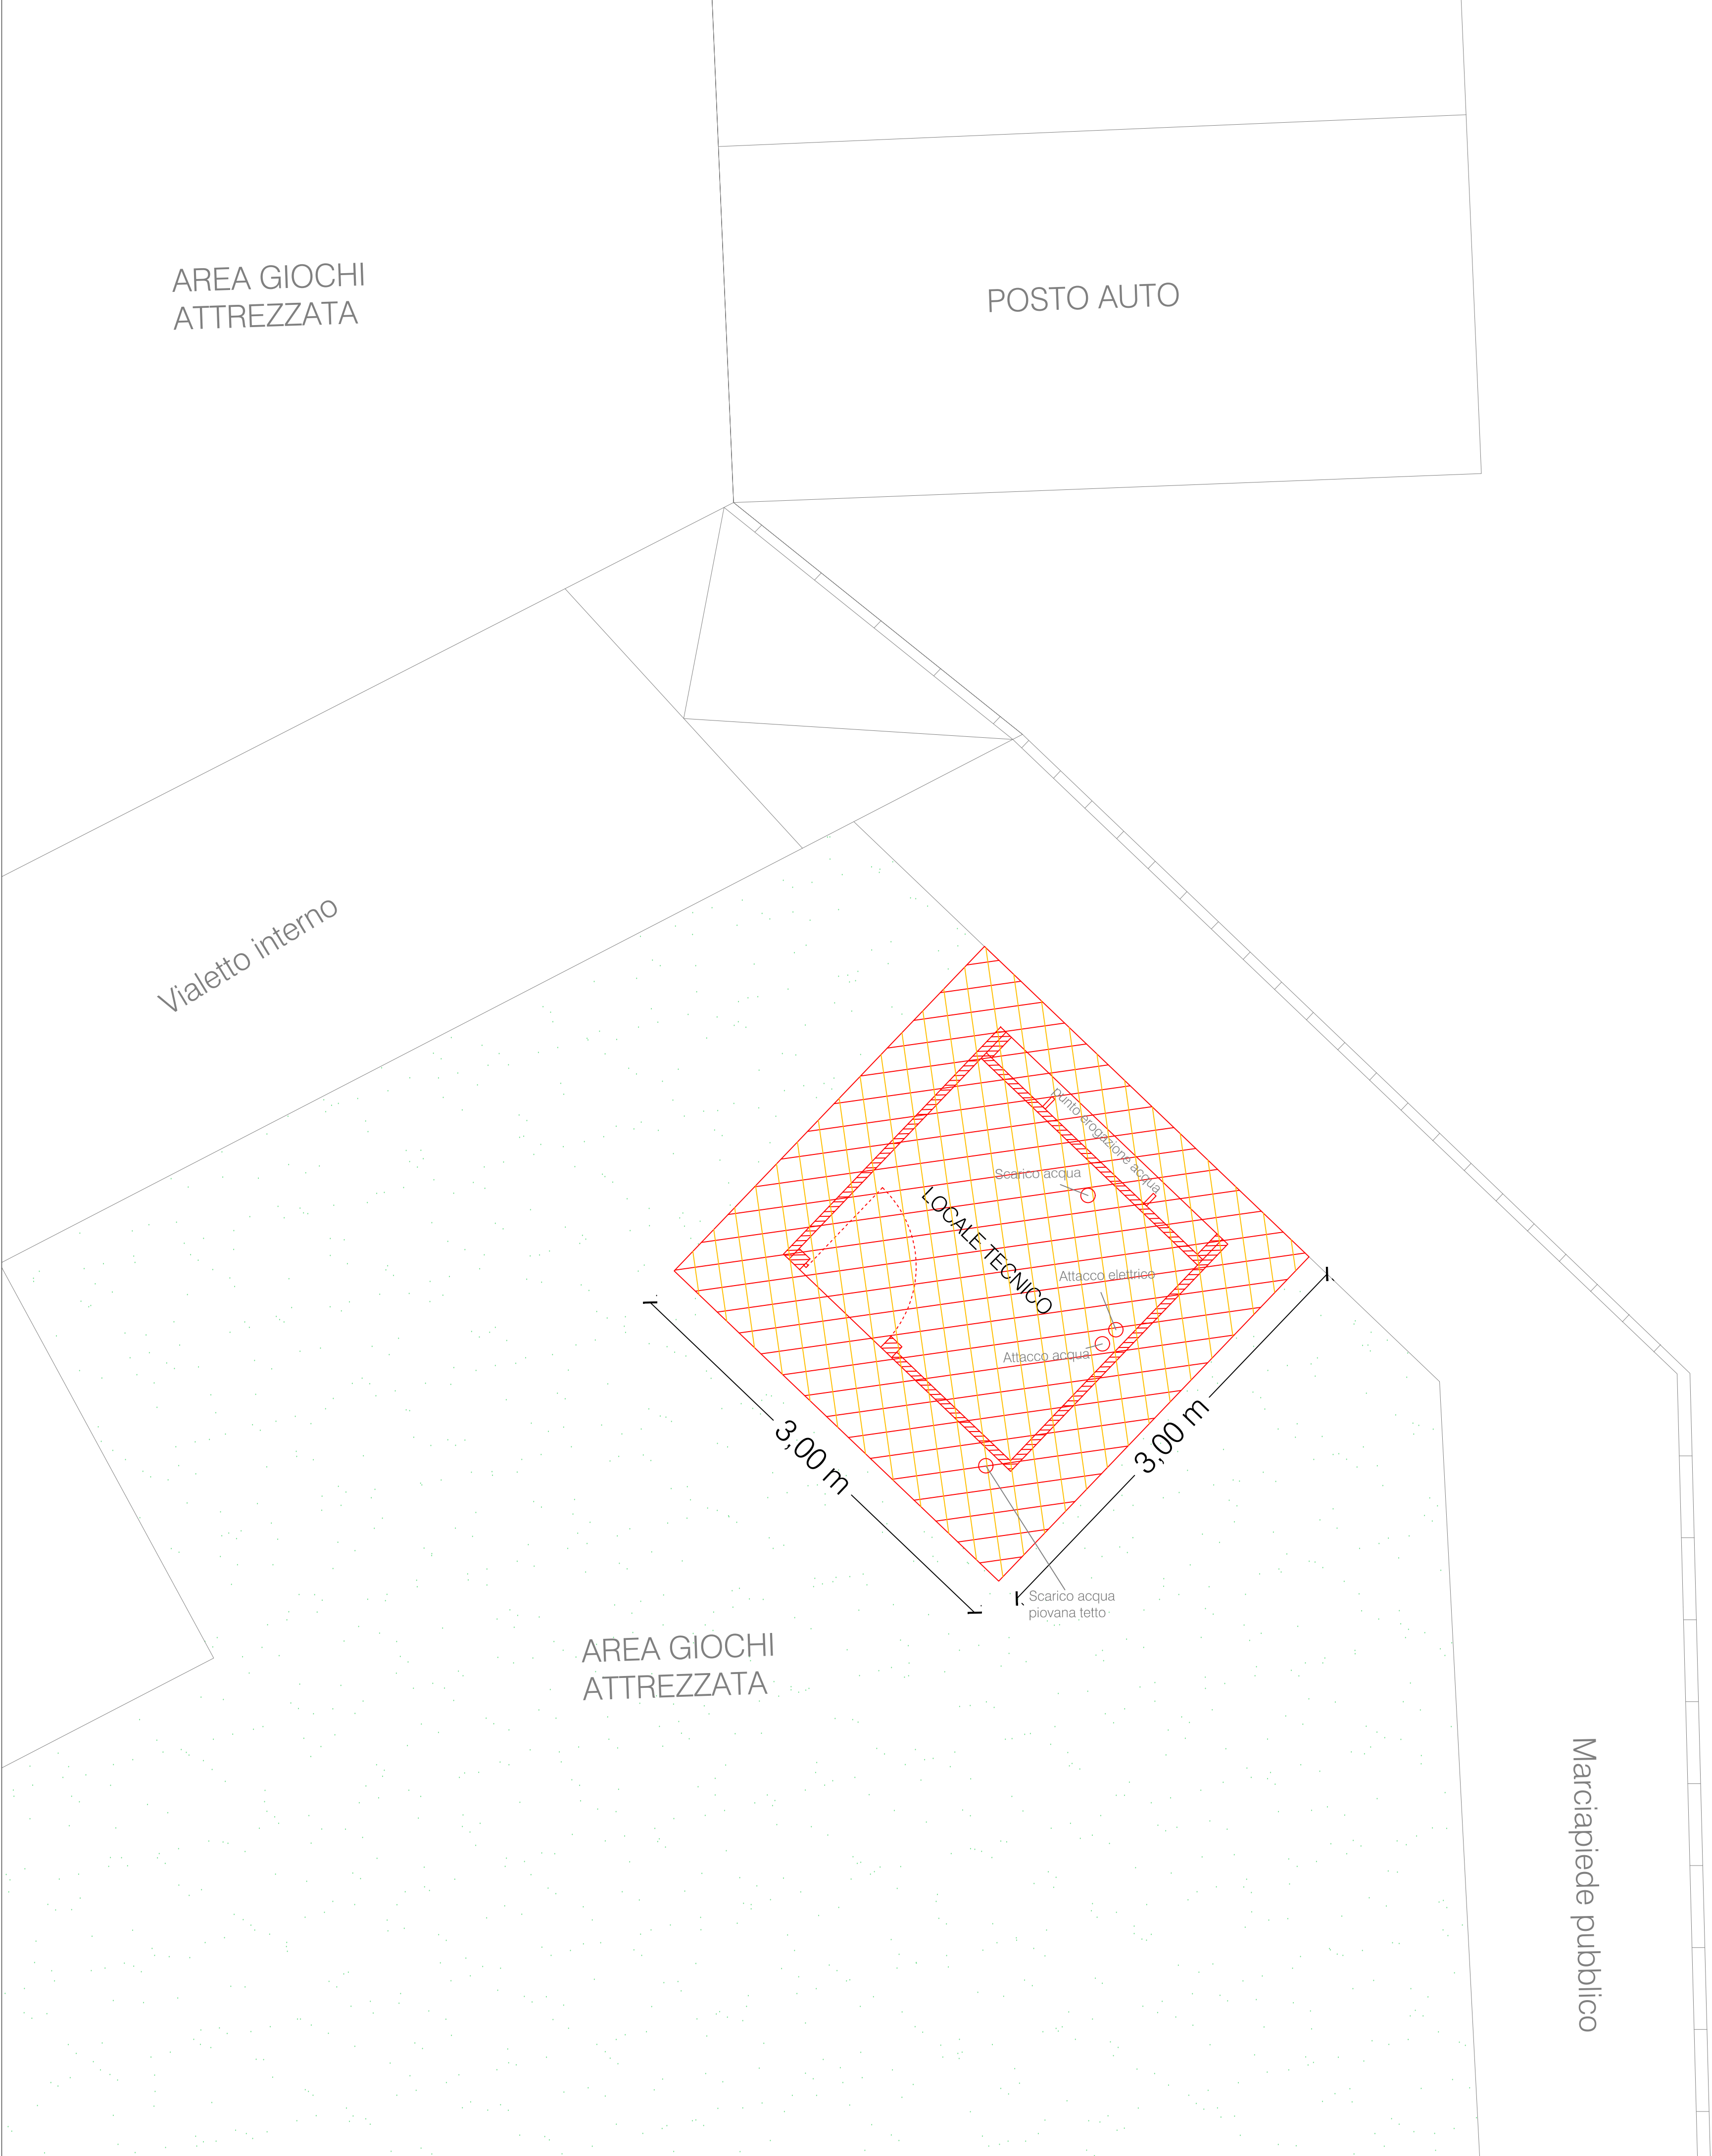 AREA GIOCHI
ATTREZZATA
POSTO AUTO
Vialetto interno
punto erogazione acqua
Scarico acqua
LOCALE TECNICO
Attacco elettrico
Attacco acqua
3,00 m
3,00 m
Scarico acqua
piovana tetto
AREA GIOCHI
ATTREZZATA
Marciapiede pubblico